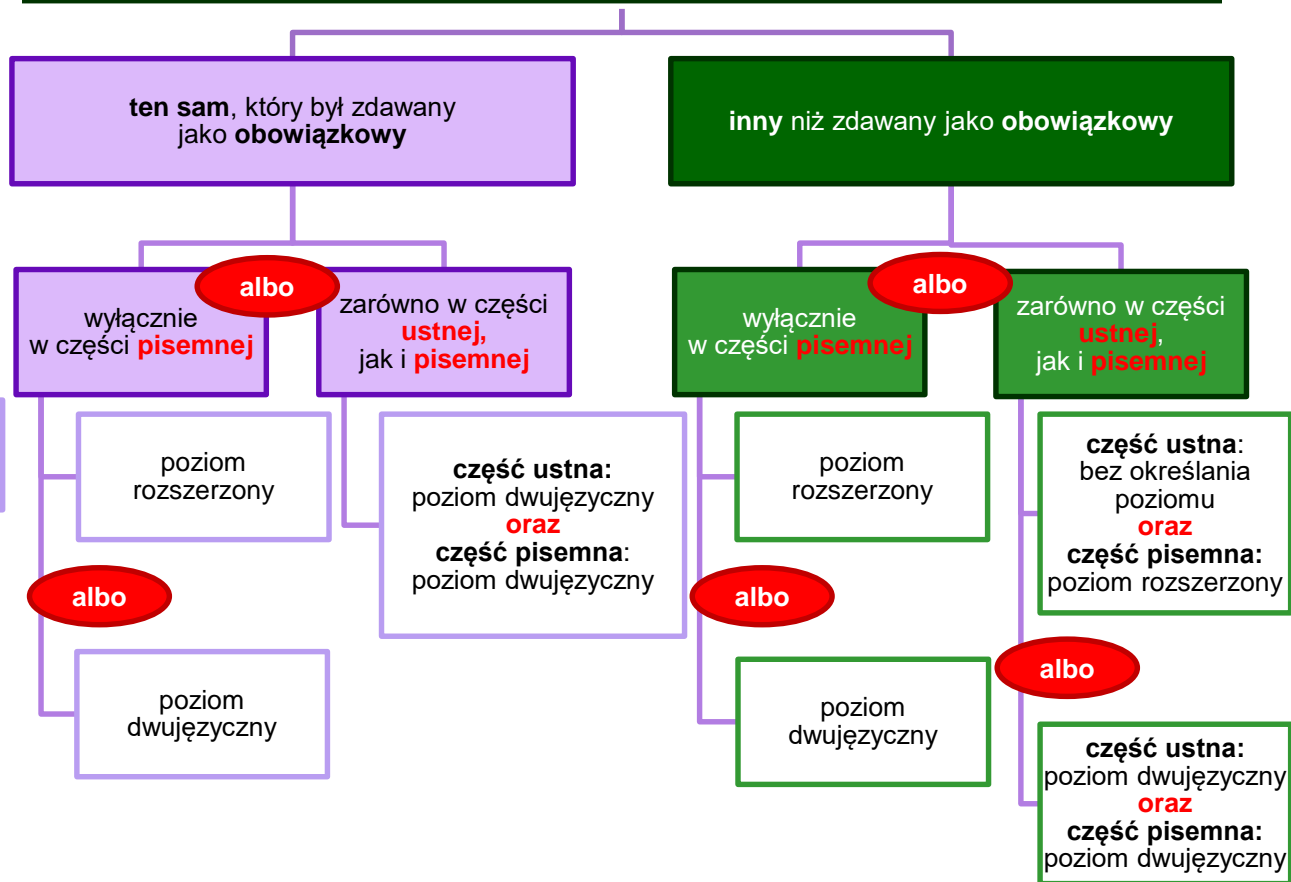 ten sam, który był zdawany
jako obowiązkowy
inny niż zdawany jako obowiązkowy
wyłącznie
w części pisemnej
albo
zarówno w części
ustnej,
jak i pisemnej
wyłącznie
w części pisemnej
albo
zarówno w części
ustnej,
jak i pisemnej
poziom
rozszerzony
albo
poziom
dwujęzyczny
część ustna:
poziom dwujęzyczny
oraz
część pisemna:
poziom dwujęzyczny
poziom
rozszerzony
albo
poziom
dwujęzyczny
część ustna:
bez określania
poziomu
oraz
część pisemna:
poziom rozszerzony
albo
część ustna:
poziom dwujęzyczny
oraz
część pisemna:
poziom dwujęzyczny